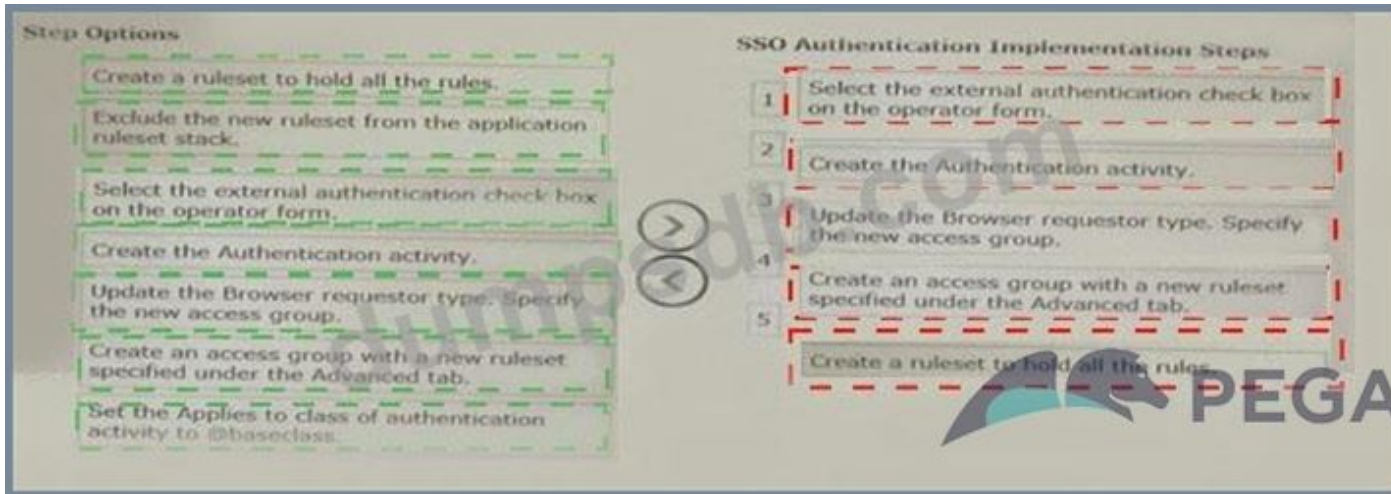 Step Options
Create a ruleset to hold all the rules.
Exclude the new ruleset from the application
ruleset stack.
Select the external authentication check box
on the operator form.
Create the Authentication activity.
Update the Browser requestor type. Specify
the new access group.
Create an access group with a new ruleset
specified under the Advanced tab.
Set the Applies to class of authentication
activity to @baseclass.
SSO Authentication Implementation Steps
1
Select the external authentication check box
on the operator form.
2
Create the Authentication activity.
3
Update the Browser requestor type. Specify
the new access group.
4
Create an access group with a new ruleset
specified under the Advanced tab.
5
Create a ruleset to hold all the rules.
dumpsdb.com
PEGA